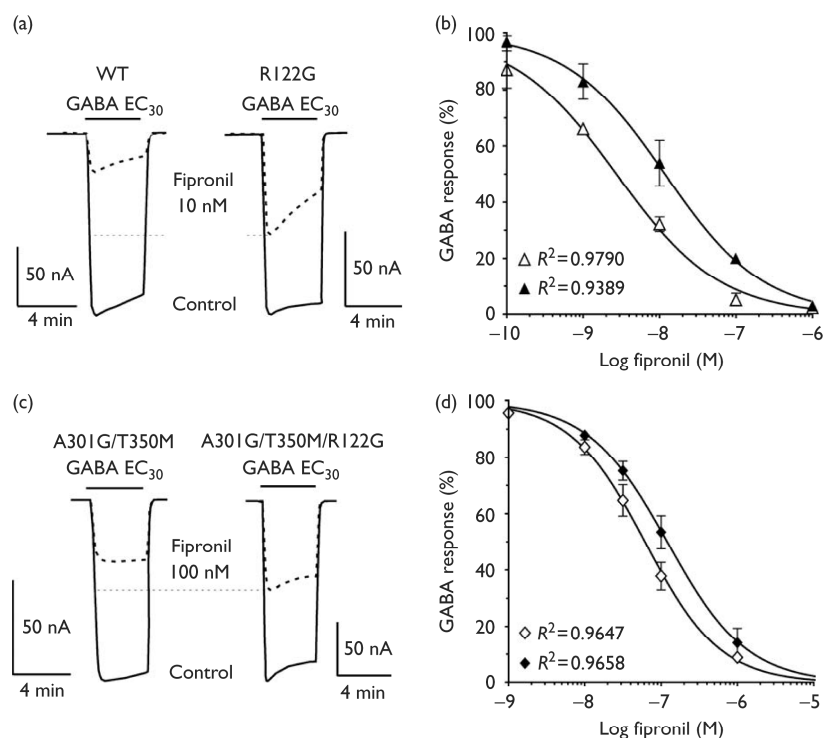 (a)
WT
R122G
GABA EC30
GABA EC30
Fipronil
10 nM
50 nA
4 min
Control
50 nA
4 min
(b)
100
80
60
40
20
0
GABA response (%)
R²=0.9790
R²=0.9389
−10
−9
−8
−7
−6
Log fipronil (M)
(c)
A301G/T350M
A301G/T350M/R122G
GABA EC30
GABA EC30
Fipronil
100 nM
50 nA
4 min
Control
50 nA
4 min
(d)
100
80
60
40
20
0
GABA response (%)
R²=0.9647
R²=0.9658
−9
−8
−7
−6
−5
Log fipronil (M)